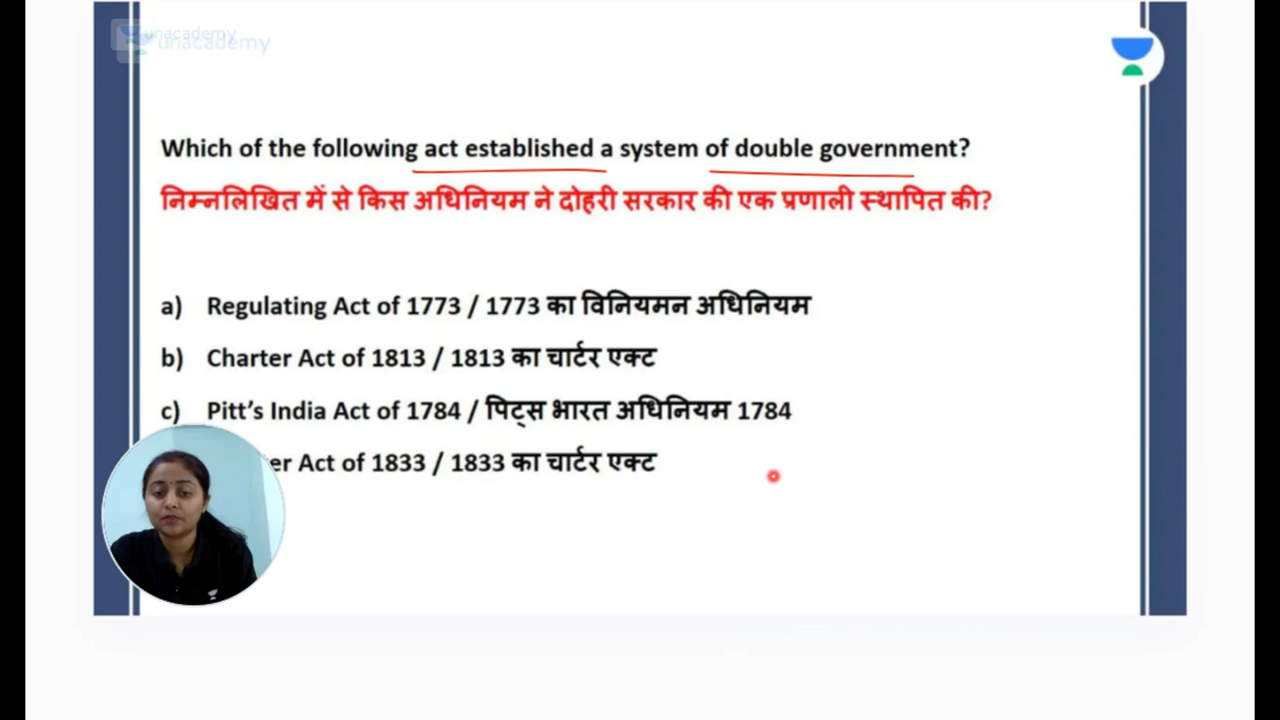 unacademy
unacademy
Which of the following act established a system of double government?
निम्नलिखित में से किस अधिनियम ने दोहरी सरकार की एक प्रणाली स्थापित की?
a) Regulating Act of 1773 / 1773 का विनियमन अधिनियम
b) Charter Act of 1813 / 1813 का चार्टर एक्ट
c) Pitt's India Act of 1784 / पिट्स भारत अधिनियम 1784
er Act of 1833 / 1833 का चार्टर एक्ट